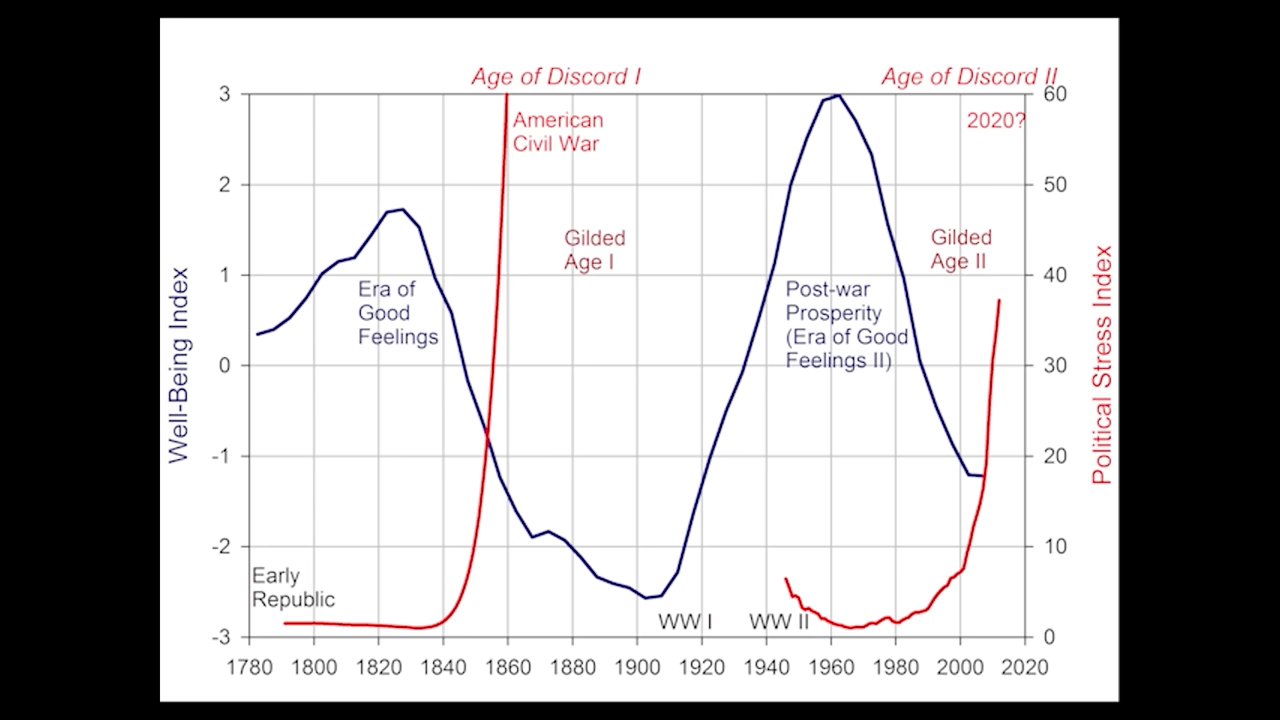 Age of Discord I
Age of Discord II
3
60
American
Civil War
2020?
2
50
Gilded
Age I
Gilded
Age II
1
40
Era of
Good
Feelings
Post-war
Prosperity
(Era of Good
Feelings II)
Well-Being Index
Political Stress Index
0
30
-1
20
-2
10
Early
Republic
WW I
WW II
-3
0
1780 1800 1820 1840 1860 1880 1900 1920 1940 1960 1980 2000 2020